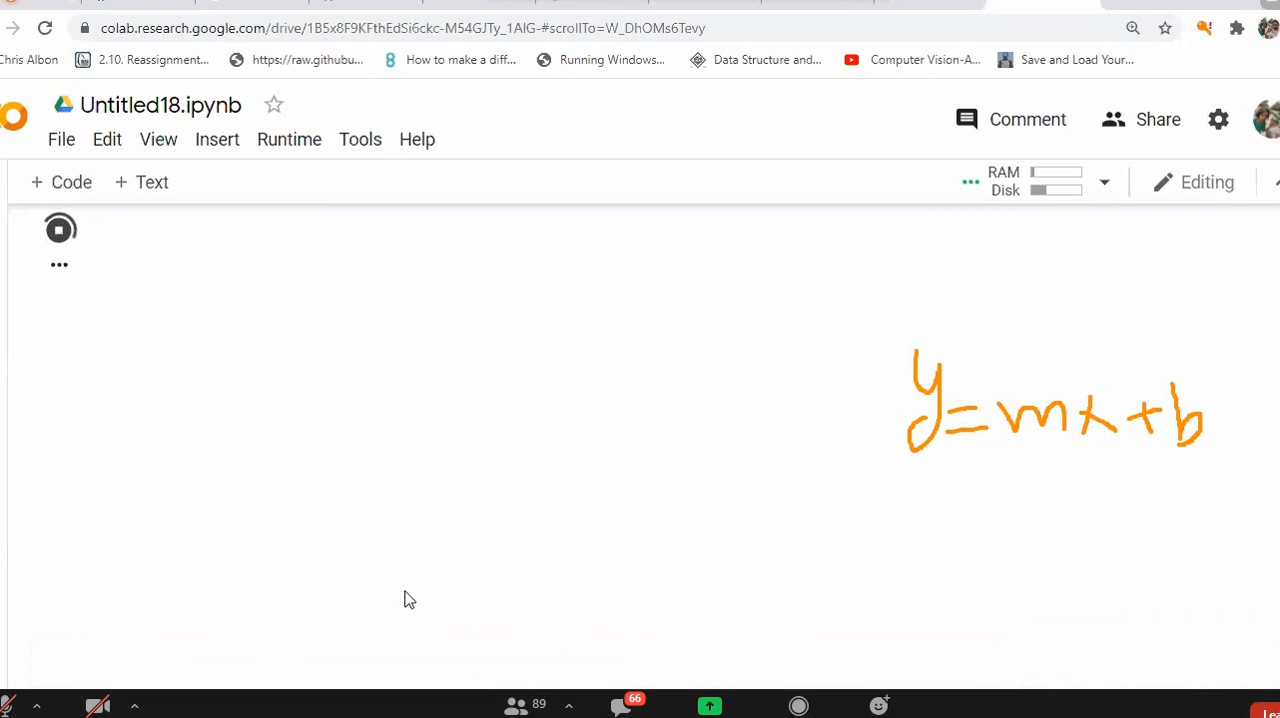 colab.research.google.com/drive/1B5x8F9KFthEdSi6ckc-M54GJTy_1AIG-#scrollTo=W_DhOMs6Tevy
Chris Albon 2.10. Reassignment... https://raw.githubu... How to make a diff... Running Windows... Data Structure and... Computer Vision-A... Save and Load Your...
Untitled18.ipynb
Comment Share
File Edit View Insert Runtime Tools Help
+ Code + Text RAM Disk Editing
y=mx+b
89 66